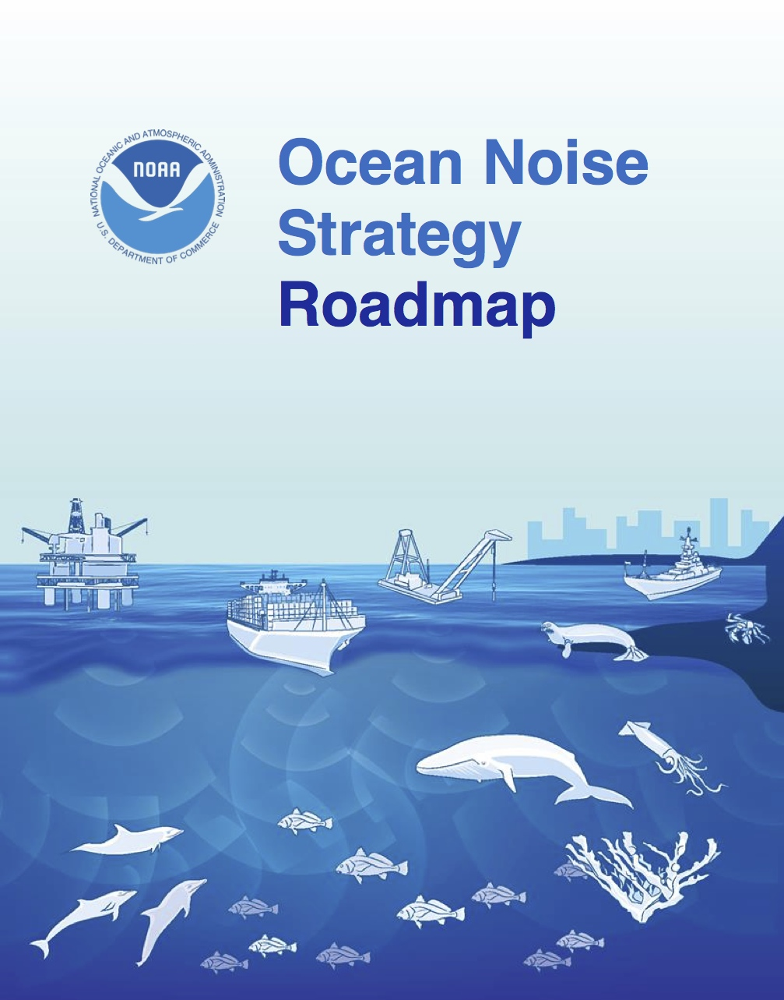 NATIONAL OCEANIC AND ATMOSPHERIC ADMINISTRATION
NOAA
U.S. DEPARTMENT OF COMMERCE
Ocean Noise
Strategy
Roadmap